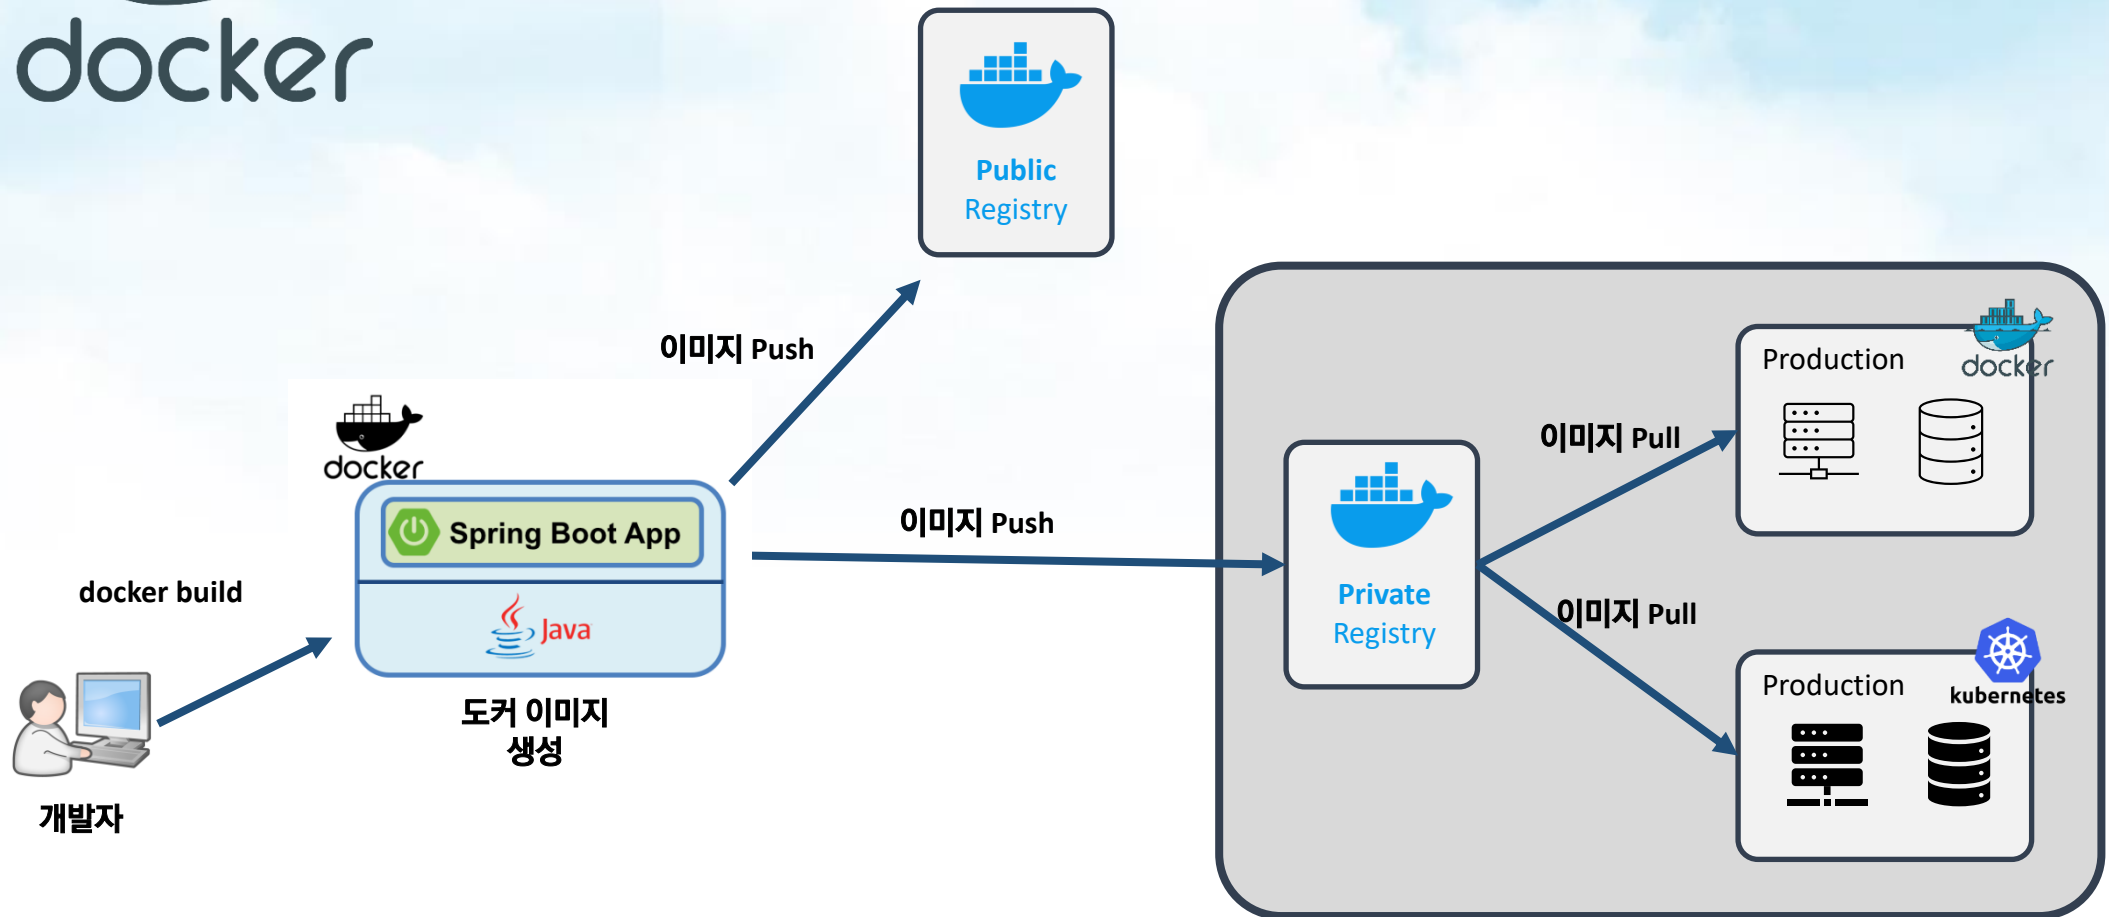 docker
Public
Registry
이미지 Push
docker
Spring Boot App
Java
도커 이미지
생성
docker build
개발자
이미지 Push
Private
Registry
이미지 Pull
이미지 Pull
Production
docker
Production
kubernetes